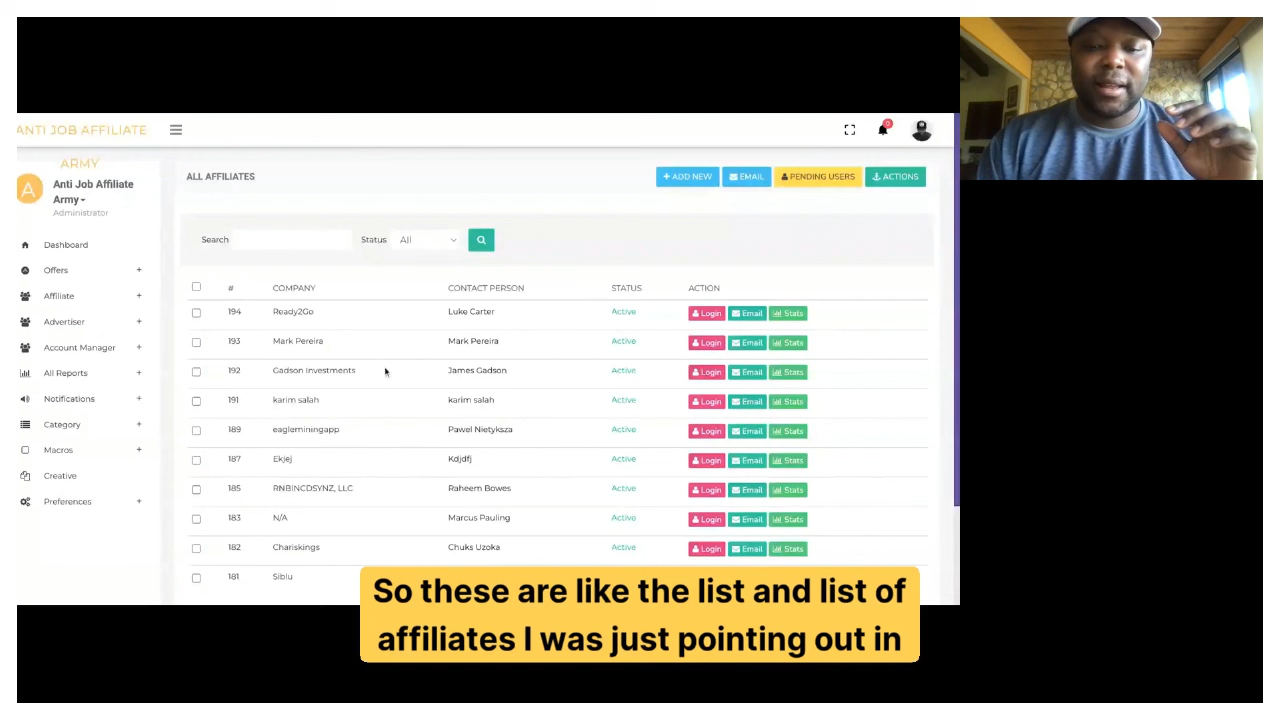 ANTI JOB AFFILIATE
ARMY
A
Anti Job Affiliate
Army
Administrator
Dashboard
Offers +
Affiliate +
Advertiser +
Account Manager +
All Reports +
Notifications +
Category +
Macros +
Creative
Preferences +
0
ALL AFFILIATES
+ ADD NEW EMAIL PENDING USERS ACTIONS
Search Status All
# COMPANY CONTACT PERSON STATUS ACTION
194 Ready2Go Luke Carter Active Login Email Stats
193 Mark Pereira Mark Pereira Active Login Email Stats
192 Gadson Investments James Gadson Active Login Email Stats
191 karim salah karim salah Active Login Email Stats
189 eagleminingapp Pawel Nietyksza Active Login Email Stats
187 Ekjej Kdjdfj Active Login Email Stats
185 RNBINCDSYNZ, LLC Raheem Bowes Active Login Email Stats
183 N/A Marcus Pauling Active Login Email Stats
182 Chariskings Chuks Uzoka Active Login Email Stats
181 Siblu
So these are like the list and list of
affiliates I was just pointing out in